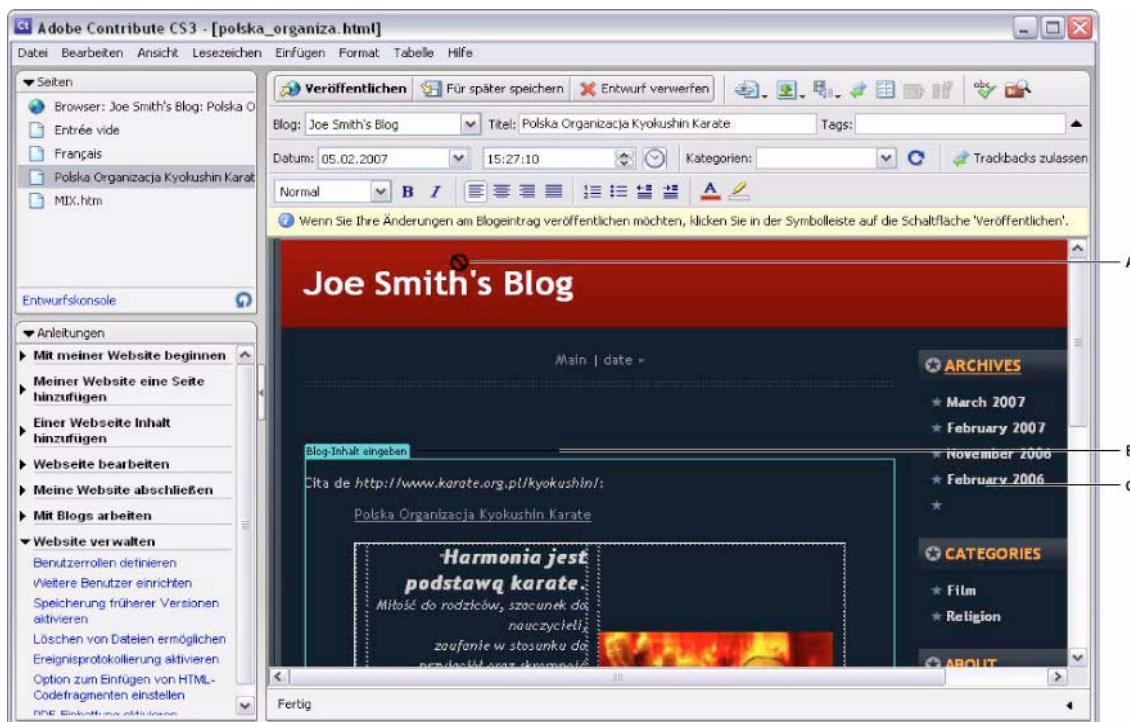 Ct Adobe Contribute CS3 - [polska_organiza.html]
Datei Bearbeiten Ansicht Lesezeichen Einfügen Format Tabelle Hilfe
Seiten
Browser: Joe Smith's Blog: Polska O
Entrée vide
Français
Polska Organizacja Kyokushin Karat
MIX.htm
Entwurfskonsole
Anleitungen
Mit meiner Website beginnen
Meiner Website eine Seite
hinzufügen
Einer Webseite Inhalt
hinzufügen
Webseite bearbeiten
Meine Website abschließen
Mit Blogs arbeiten
Website verwalten
Benutzerrollen definieren
Weitere Benutzer einrichten
Speicherung früherer Versionen
aktivieren
Löschen von Dateien ermöglichen
Ereignisprotokollierung aktivieren
Option zum Einfügen von HTML-
Codefragmenten einstellen
PDF-Einbettung aktivieren
Veröffentlichen Für später speichern Entwurf verwerfen abc
Blog: Joe Smith's Blog Titel: Polska Organizacja Kyokushin Karate Tags:
Datum: 05.02.2007 15:27:10 Kategorien: Trackbacks zulassen
Normal B I A
Wenn Sie Ihre Änderungen am Blogeintrag veröffentlichen möchten, klicken Sie in der Symbolleiste auf die Schaltfläche 'Veröffentlichen'.
A
Joe Smith's Blog
Main | date »
Blog-Inhalt eingeben
Cita de http://www.karate.org.pl/kyokushin/:
Polska Organizacja Kyokushin Karate
"Harmonia jest
podstawą karate.
Miłość do rodziców, szacunek do
nauczycieli,
zaufanie w stosunku do
przyjaciół oraz skromność
ARCHIVES
March 2007
February 2007
November 2006
February 2006
CATEGORIES
Film
Religion
ABOUT
Fertig